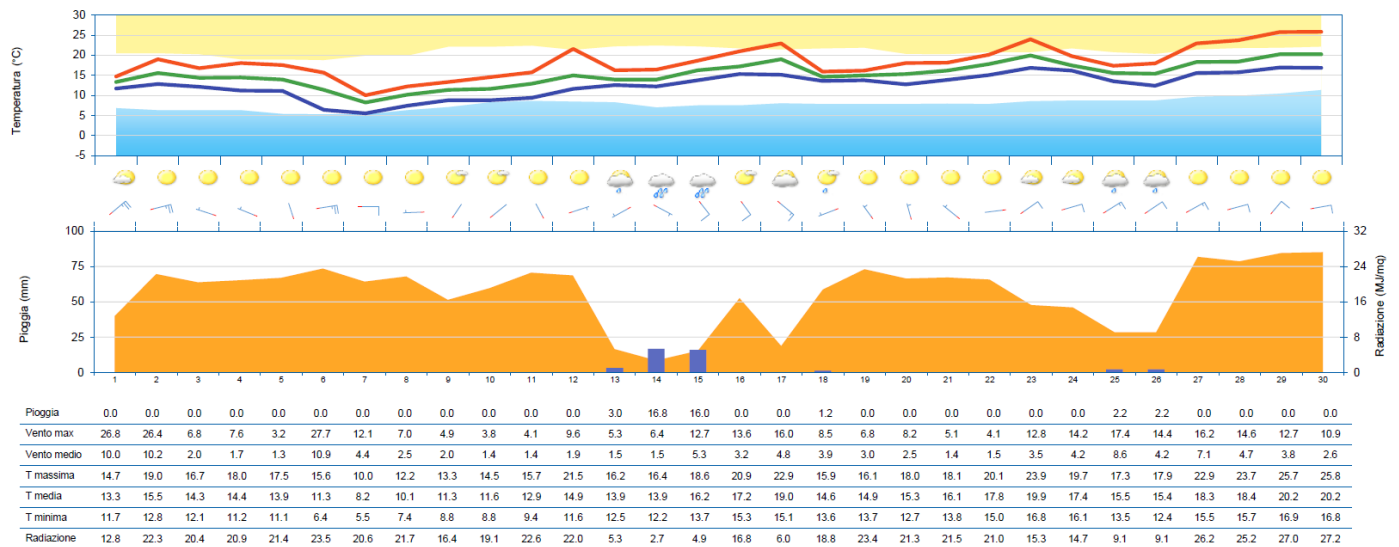 30
25
20
15
10
5
0
-5
Temperatura (°C)
100
75
50
25
0
Pioggia (mm)
32
24
16
8
0
Radiazione (MJ/mq)
1 2 3 4 5 6 7 8 9 10 11 12 13 14 15 16 17 18 19 20 21 22 23 24 25 26 27 28 29 30
Pioggia 0.0 0.0 0.0 0.0 0.0 0.0 0.0 0.0 0.0 0.0 0.0 0.0 3.0 16.8 16.0 0.0 0.0 1.2 0.0 0.0 0.0 0.0 0.0 0.0 2.2 2.2 0.0 0.0 0.0 0.0
Vento max 26.8 26.4 6.8 7.6 3.2 27.7 12.1 7.0 4.9 3.8 4.1 9.6 5.3 6.4 12.7 13.6 16.0 8.5 6.8 8.2 5.1 4.1 12.8 14.2 17.4 14.4 16.2 14.6 12.7 10.9
Vento medio 10.0 10.2 2.0 1.7 1.3 10.9 4.4 2.5 2.0 1.4 1.4 1.9 1.5 1.5 5.3 3.2 4.8 3.9 3.0 2.5 1.4 1.5 3.5 4.2 8.6 4.2 7.1 4.7 3.8 2.6
T massima 14.7 19.0 16.7 18.0 17.5 15.6 10.0 12.2 13.3 14.5 15.7 21.5 16.2 16.4 18.6 20.9 22.9 15.9 16.1 18.0 18.1 20.1 23.9 19.7 17.3 17.9 22.9 23.7 25.7 25.8
T media 13.3 15.5 14.3 14.4 13.9 11.3 8.2 10.1 11.3 11.6 12.9 14.9 13.9 13.9 16.2 17.2 19.0 14.6 14.9 15.3 16.1 17.8 19.9 17.4 15.5 15.4 18.3 18.4 20.2 20.2
T minima 11.7 12.8 12.1 11.2 11.1 6.4 5.5 7.4 8.8 8.8 9.4 11.6 12.5 12.2 13.7 15.3 15.1 13.6 13.7 12.7 13.8 15.0 16.8 16.1 13.5 12.4 15.5 15.7 16.9 16.8
Radiazione 12.8 22.3 20.4 20.9 21.4 23.5 20.6 21.7 16.4 19.1 22.6 22.0 5.3 2.7 4.9 16.8 6.0 18.8 23.4 21.3 21.5 21.0 15.3 14.7 9.1 9.1 26.2 25.2 27.0 27.2